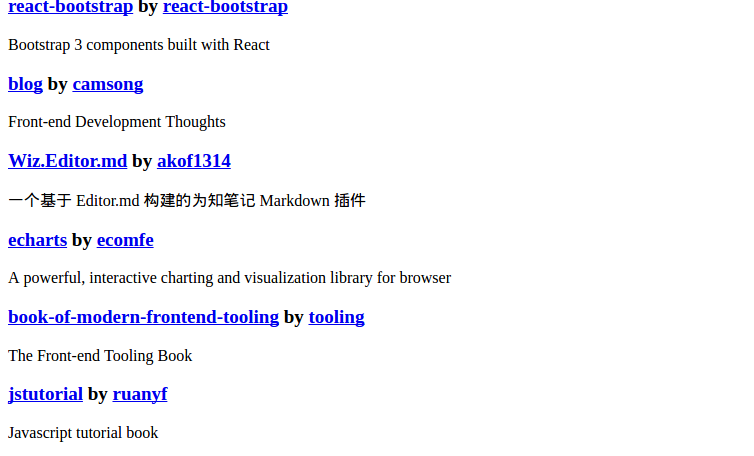 react-bootstrap by react-bootstrap
Bootstrap 3 components built with React
blog by camsong
Front-end Development Thoughts
Wiz.Editor.md by akof1314
一个基于 Editor.md 构建的为知笔记 Markdown 插件
echarts by ecomfe
A powerful, interactive charting and visualization library for browser
book-of-modern-frontend-tooling by tooling
The Front-end Tooling Book
jstutorial by ruanyf
Javascript tutorial book